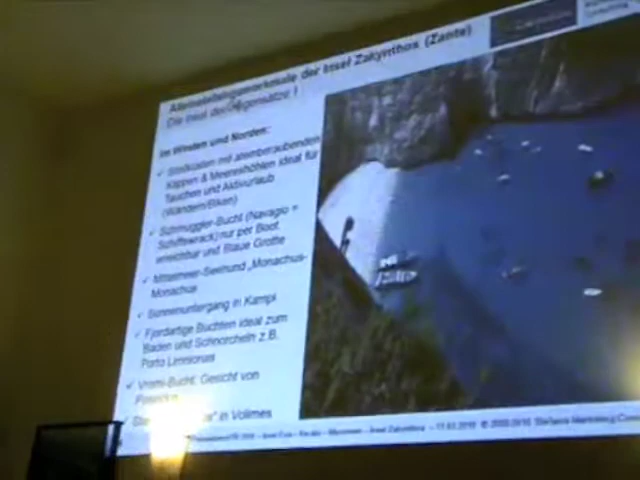 Alleinstellungsmerkmale der Insel Zakynthos (Zante)
Die Insel der Gegensätze !
Im Westen und Norden:
✓ Steilküsten mit atemberaubenden
Kappen & Meereshöhlen ideal für
Tauchen und Aktivurlaub
(Wandern/Biken)
✓ Schmuggler-Bucht (Navagio =
Schiffswrack) nur per Boot
erreichbar und Blaue Grotte
✓ Mittelmeer-Seehund „Monachus-
Monachus
✓ Sonnenuntergang in Kampi
✓ Fjordartige Buchten ideal zum
Baden und Schnorcheln z.B.
Porto Limnionas
✓ Vromi-Bucht: Gesicht von
in Volimes
Insel Zakynthos